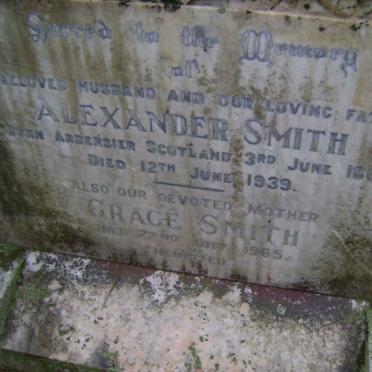 Sacred to the Memory
of
BELOVED HUSBAND AND OUR LOVING
ALEXANDER SMITH
BORN ARDERSIER SCOTLAND 3RD JUNE
DIED 12TH JUNE 1939.
ALSO OUR DEVOTED MOTHER
GRACE SMITH
DIED 22ND 1965.